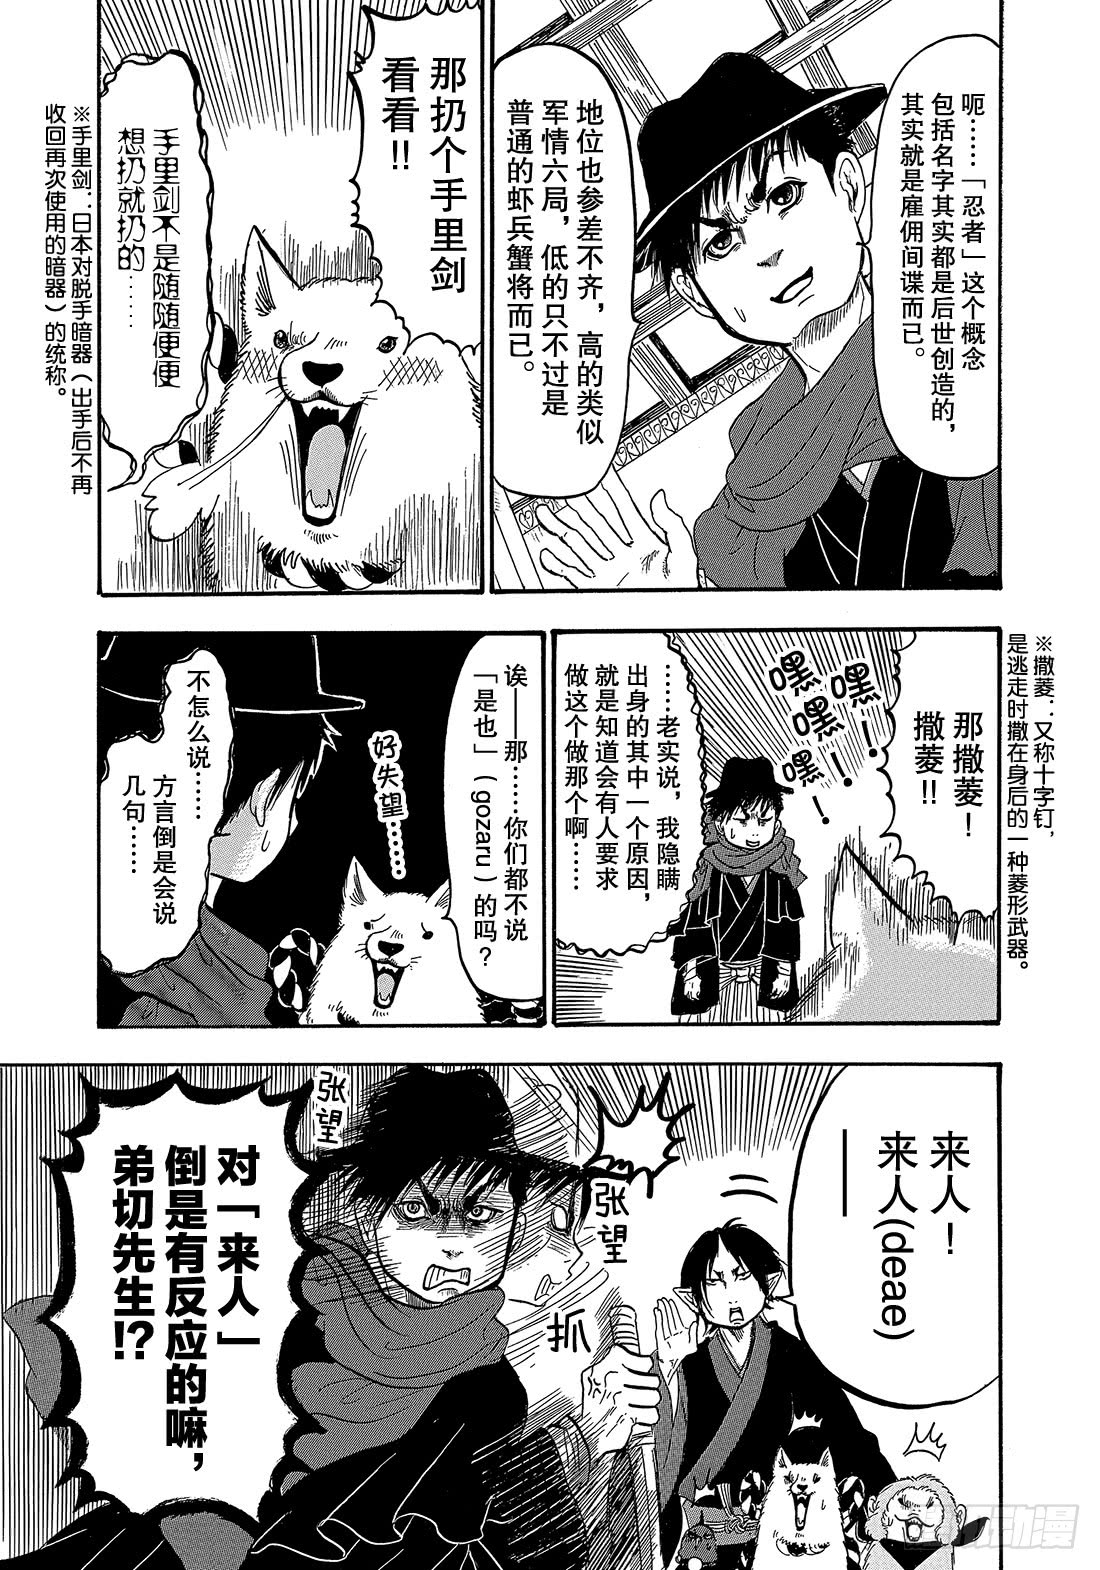 呃……「忍者」这个概念
包括名字其实都是后世创造的，
其实就是雇佣间谍而已。
地位也参差不齐，高的类似
军情六局，低的只不过是
普通的虾兵蟹将而已。
那扔个手里剑
看看!!
手里剑不是随随便便
想扔就扔的……
※手里剑：日本对脱手暗器（出手后不再
收回再次使用的暗器）的统称。
※撒菱：又称十字钉，
是逃走时撒在身后的一种菱形武器。
那撒菱！
撒菱!!
嘿！
嘿！
嘿！
嘿！
……老实说，我隐瞒
出身的其中一个原因，
就是知道会有人要求
做这个做那个啊……
诶——那……你们都不说
「是也」（gozaru）的吗？
好失望……
不怎么说……
方言倒是会说
几句……
来人！
来人(deae)
——
张望
张望
抓
对「来人」
倒是有反应的嘛，
弟切先生!?